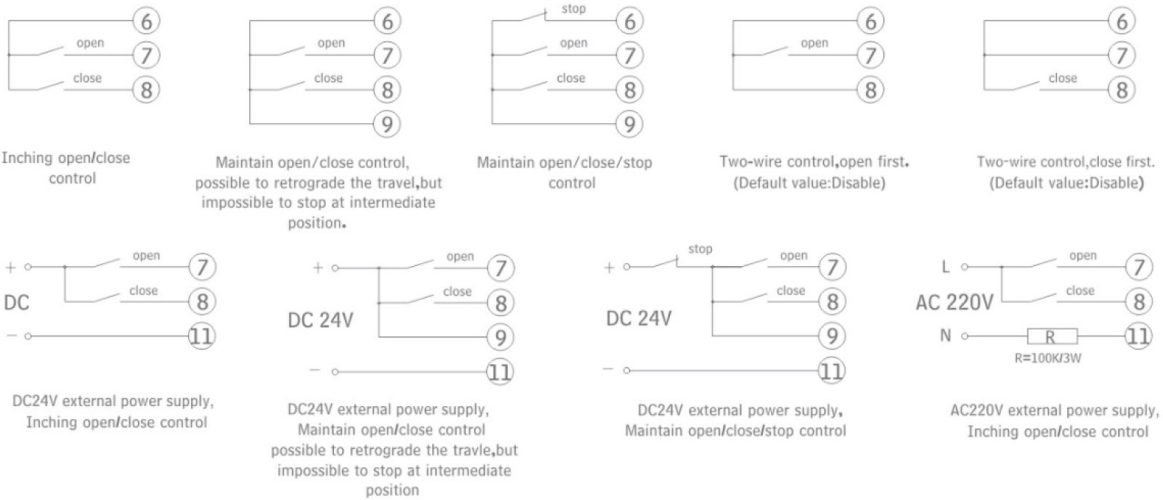 6
open
7
close
8
Inching open/close
control
6
open
7
close
8
9
Maintain open/close control,
possible to retrograde the travel,but
impossible to stop at intermediate
position.
stop
6
open
7
close
8
9
Maintain open/close/stop
control
6
open
7
8
Two-wire control,open first.
(Default value:Disable)
6
7
close
8
Two-wire control,close first.
(Default value:Disable)
+
open
7
DC
close
8
−
11
DC24V external power supply,
Inching open/close control
+
open
7
close
8
DC 24V
9
−
11
DC24V external power supply,
Maintain open/close control
possible to retrograde the travle,but
impossible to stop at intermediate
position
stop
+
open
7
close
8
DC 24V
9
−
11
DC24V external power supply,
Maintain open/close/stop control
L
open
7
AC 220V
close
8
N
R
11
R=100K/3W
AC220V external power supply,
Inching open/close control